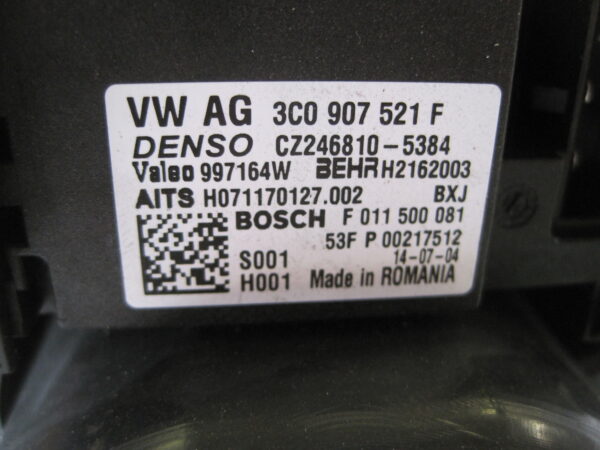 VW AG 3C0 907 521 F
DENSO CZ246810-5384
Valeo 997164W BEHR H2162003
AITS H071170127.002 BXJ
BOSCH F 011 500 081
53F P 00217512
S001 14-07-04
H001 Made in ROMANIA